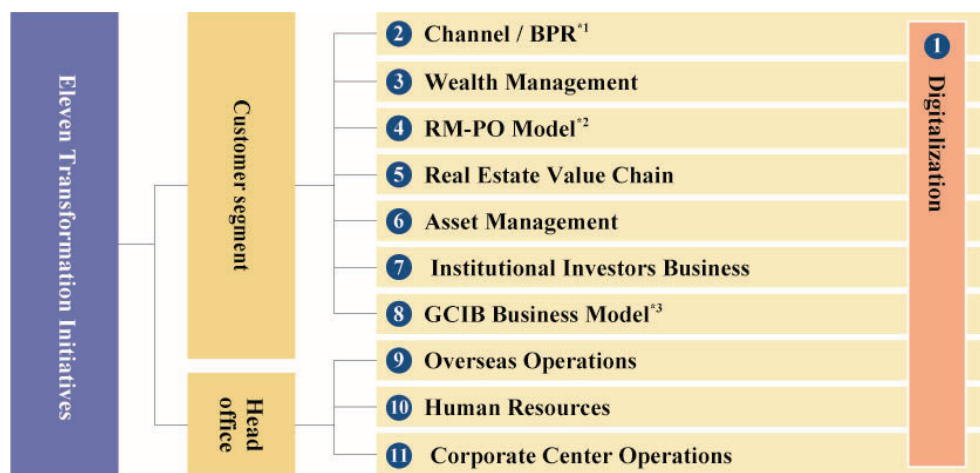 Eleven Transformation Initiatives
Customer segment
Head
office
1 Digitalization
2 Channel / BPR*1
3 Wealth Management
4 RM-PO Model*2
5 Real Estate Value Chain
6 Asset Management
7 Institutional Investors Business
8 GCIB Business Model*3
9 Overseas Operations
10 Human Resources
11 Corporate Center Operations